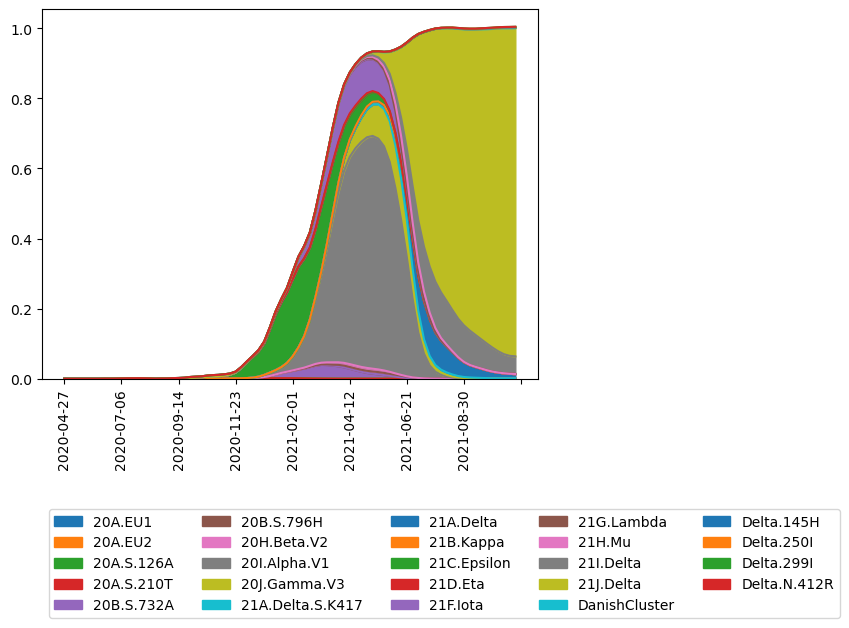 1.0
0.8
0.6
0.4
0.2
0.0
2020-04-27 2020-07-06 2020-09-14 2020-11-23 2021-02-01 2021-04-12 2021-06-21 2021-08-30
20A.EU1 20B.S.796H 21A.Delta 21G.Lambda Delta.145H
20A.EU2 20H.Beta.V2 21B.Kappa 21H.Mu Delta.250I
20A.S.126A 20I.Alpha.V1 21C.Epsilon 21I.Delta Delta.299I
20A.S.210T 20J.Gamma.V3 21D.Eta 21J.Delta Delta.N.412R
20B.S.732A 21A.Delta.S.K417 21F.Iota DanishCluster